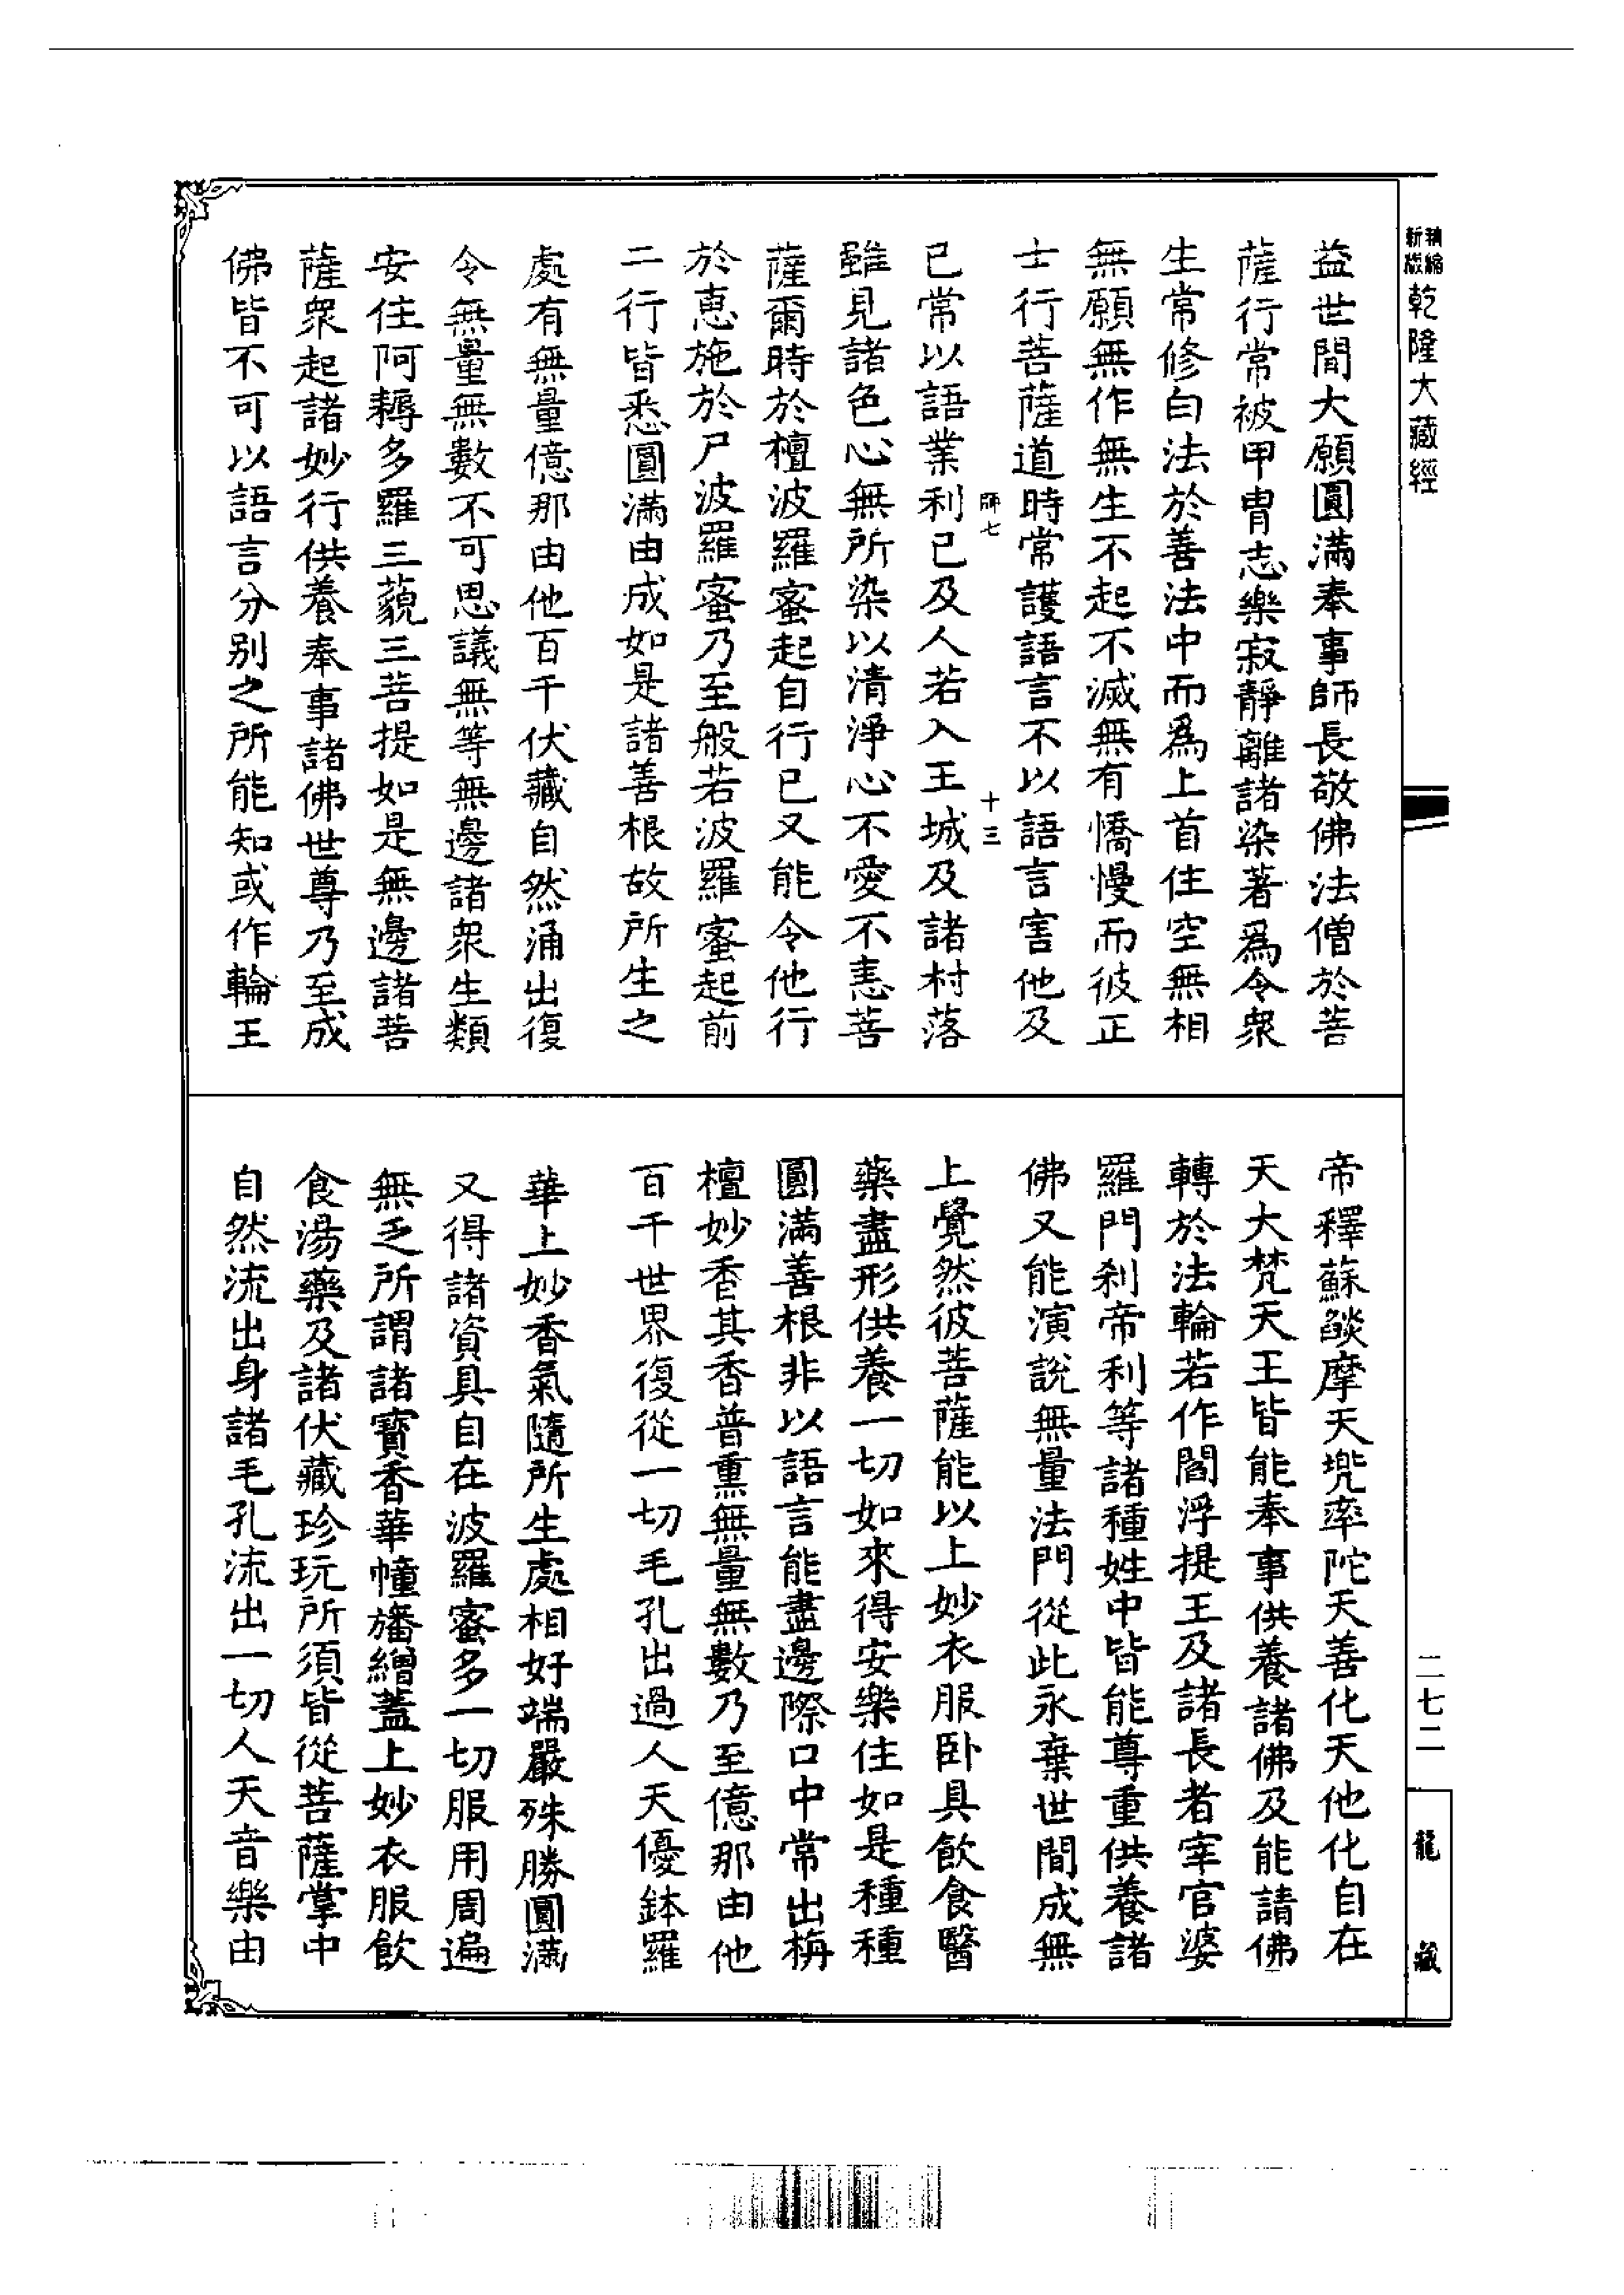 新編縮版乾隆大藏經
益世間大願圓滿奉事師長敬佛法僧於菩
薩行常被甲冑志樂寂靜離諸染著爲令衆
生常修白法於善法中而爲上首住空無相
無願無作無生不起不滅無有憍慢而彼正
士行菩薩道時常護語言不以語言害他及
師七 十三
己常以語業利己及人若入王城及諸村落
雖見諸色心無所染以清淨心不愛不恚菩
薩爾時於檀波羅蜜起自行已又能令他行
於惠施於尸波羅蜜乃至般若波羅蜜起前
二行皆悉圓滿由成如是諸善根故所生之
處有無量億那由他百千伏藏自然涌出復
令無量無數不可思議無等無邊諸衆生類
安住阿耨多羅三藐三菩提如是無邊諸菩
薩衆起諸妙行供養奉事諸佛世尊乃至成
佛皆不可以語言分别之所能知或作輪王
帝釋蘇燄摩天兜率陀天善化天他化自在
天大梵天王皆能奉事供養諸佛及能請佛
轉於法輪若作閻浮提王及諸長者宰官婆
羅門刹帝利等諸種姓中皆能尊重供養諸
佛又能演說無量法門從此永棄世間成無
上覺然彼菩薩能以上妙衣服卧具飲食醫
藥盡形供養一切如來得安樂住如是種種
圓滿善根非以語言能盡邊際口中常出栴
檀妙香其香普熏無量無數乃至億那由他
百千世界復從一切毛孔出過人天優鉢羅
華上妙香氣隨所生處相好端嚴殊勝圓滿
又得諸資具自在波羅蜜多一切服用周遍
無乏所謂諸寶香華幢旛繒蓋上妙衣服飲
食湯藥及諸伏藏珍玩所須皆從菩薩掌中
自然流出身諸毛孔流出一切人天音樂由
二七二
龍藏